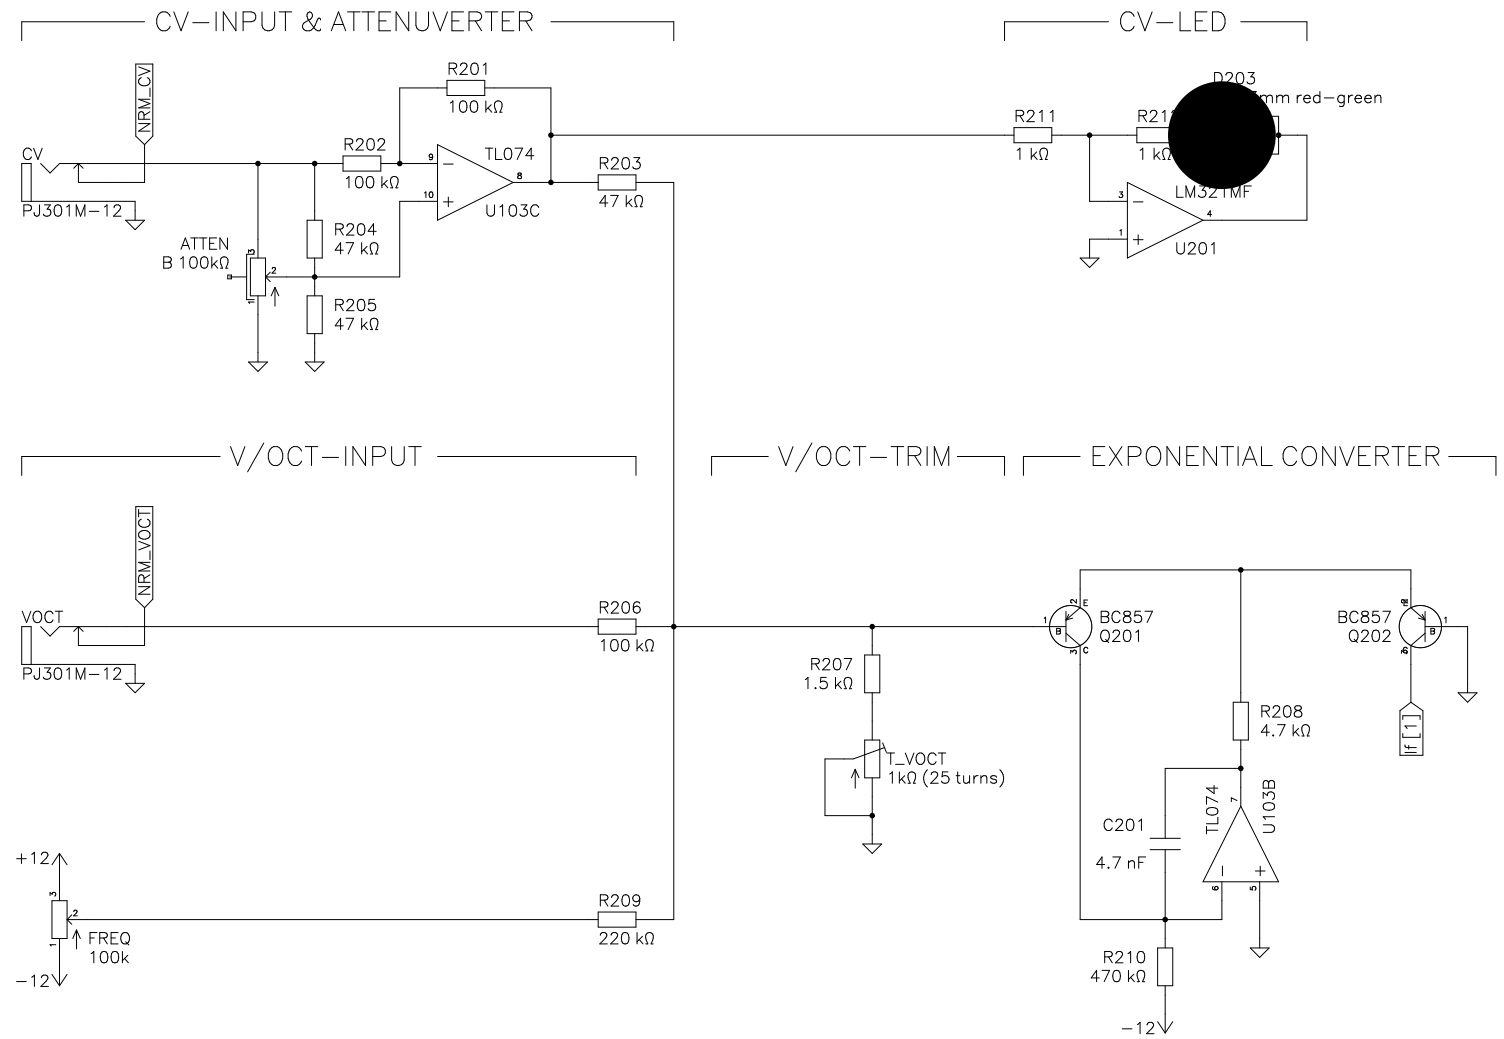 CV-INPUT & ATTENUVERTER
CV-LED
NRM_CV
CV
PJ301M-12
R201
100 kΩ
R202
100 kΩ
9
10
8
TL074
U103C
R203
47 kΩ
R204
47 kΩ
R205
47 kΩ
ATTEN
B 100kΩ
3
2
1
R211
1 kΩ
1 kΩ
D203
mm red-green
3
1
4
U201
V/OCT-INPUT
V/OCT-TRIM
EXPONENTIAL CONVERTER
NRM_VOCT
VOCT
PJ301M-12
R206
100 kΩ
R207
1.5 kΩ
T_VOCT
1kΩ (25 turns)
1
2
3
E
B
C
BC857
Q201
BC857
Q202
1
B
R208
4.7 kΩ
If [1]
C201
4.7 nF
TL074
U103B
7
6
5
R210
470 kΩ
-12
+12
3
2
1
FREQ
100k
-12
R209
220 kΩ